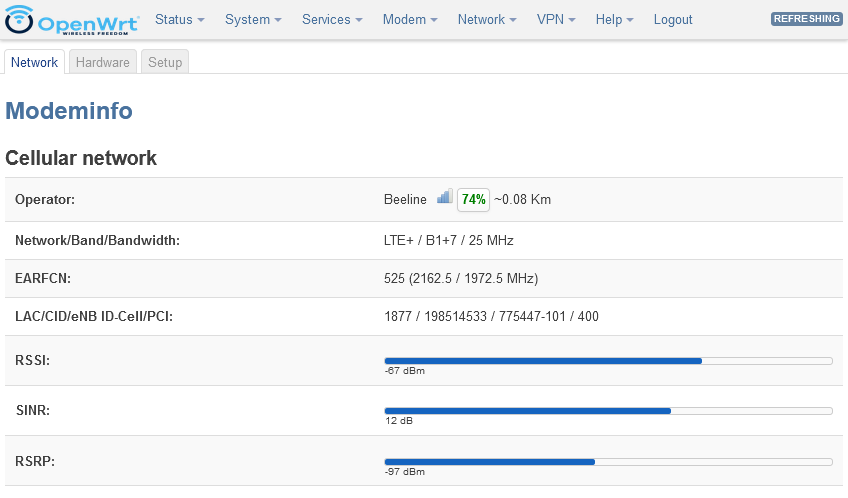 OpenWrt
WIRELESS FREEDOM
Status System Services Modem Network VPN Help Logout REFRESHING
Network Hardware Setup
Modeminfo
Cellular network
Operator: Beeline 74% ~0.08 Km
Network/Band/Bandwidth: LTE+ / B1+7 / 25 MHz
EARFCN: 525 (2162.5 / 1972.5 MHz)
LAC/CID/eNB ID-Cell/PCI: 1877 / 198514533 / 775447-101 / 400
RSSI:
-67 dBm
SINR:
12 dB
RSRP:
-97 dBm